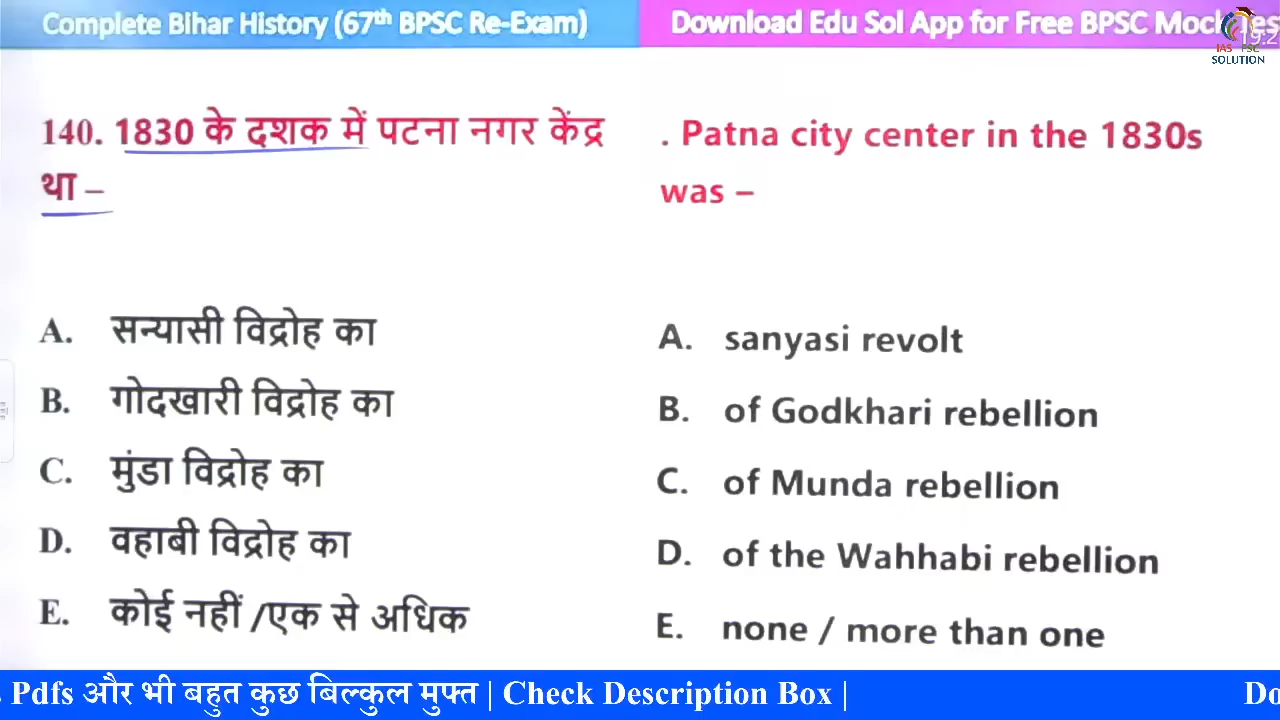 Complete Bihar History (67th BPSC Re-Exam)
Download Edu Sol App for Free BPSC Mock
IAS PSC
SOLUTION
140. 1830 के दशक में पटना नगर केंद्र
था –
A. सन्यासी विद्रोह का
B. गोदखारी विद्रोह का
C. मुंडा विद्रोह का
D. वहाबी विद्रोह का
E. कोई नहीं /एक से अधिक
. Patna city center in the 1830s
was –
A. sanyasi revolt
B. of Godkhari rebellion
C. of Munda rebellion
D. of the Wahhabi rebellion
E. none / more than one
Pdfs और भी बहुत कुछ बिल्कुल मुफ्त | Check Description Box |